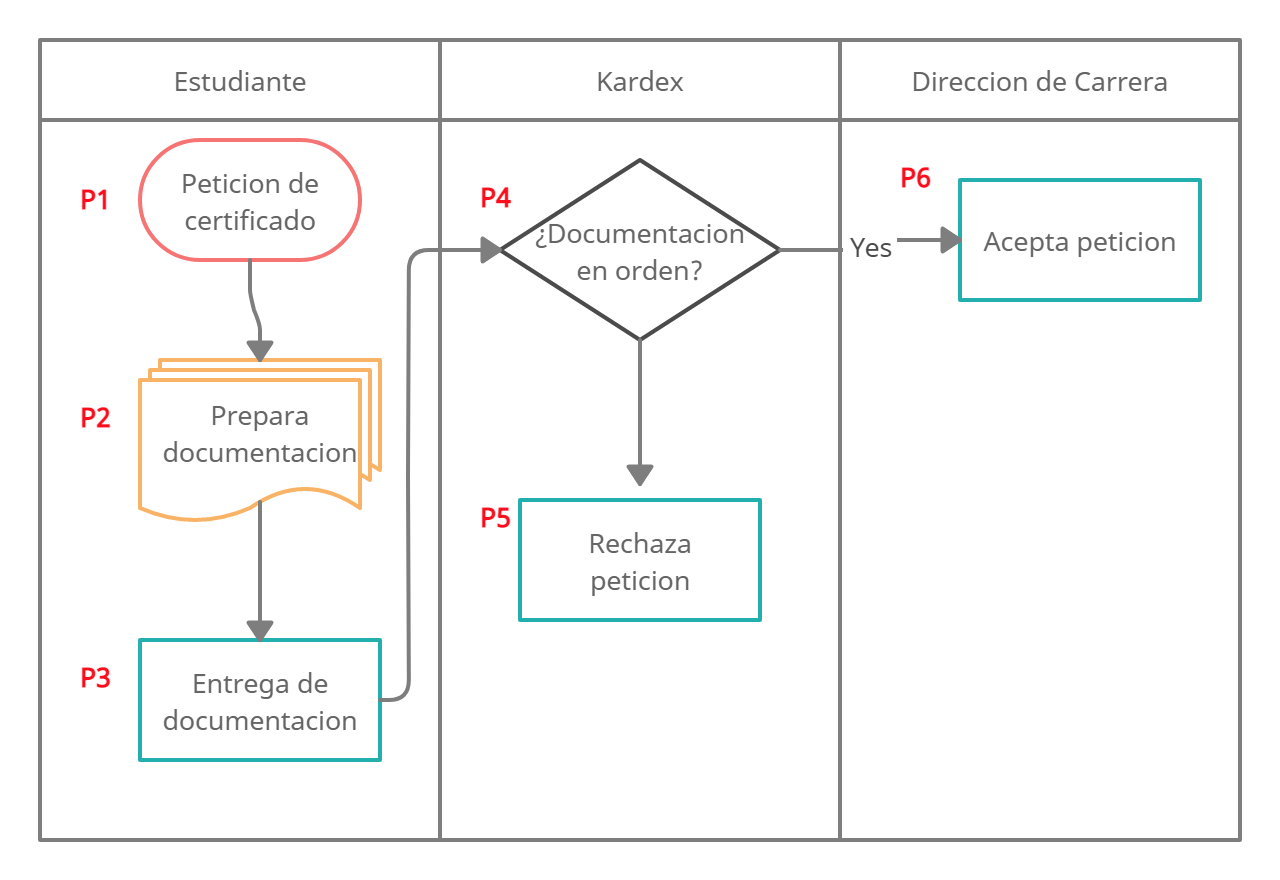 Estudiante
Kardex
Direccion de Carrera
P1
Peticion de
certificado
P2
Prepara
documentacion
P3
Entrega de
documentacion
P4
¿Documentacion
en orden?
Yes
P5
Rechaza
peticion
P6
Acepta peticion